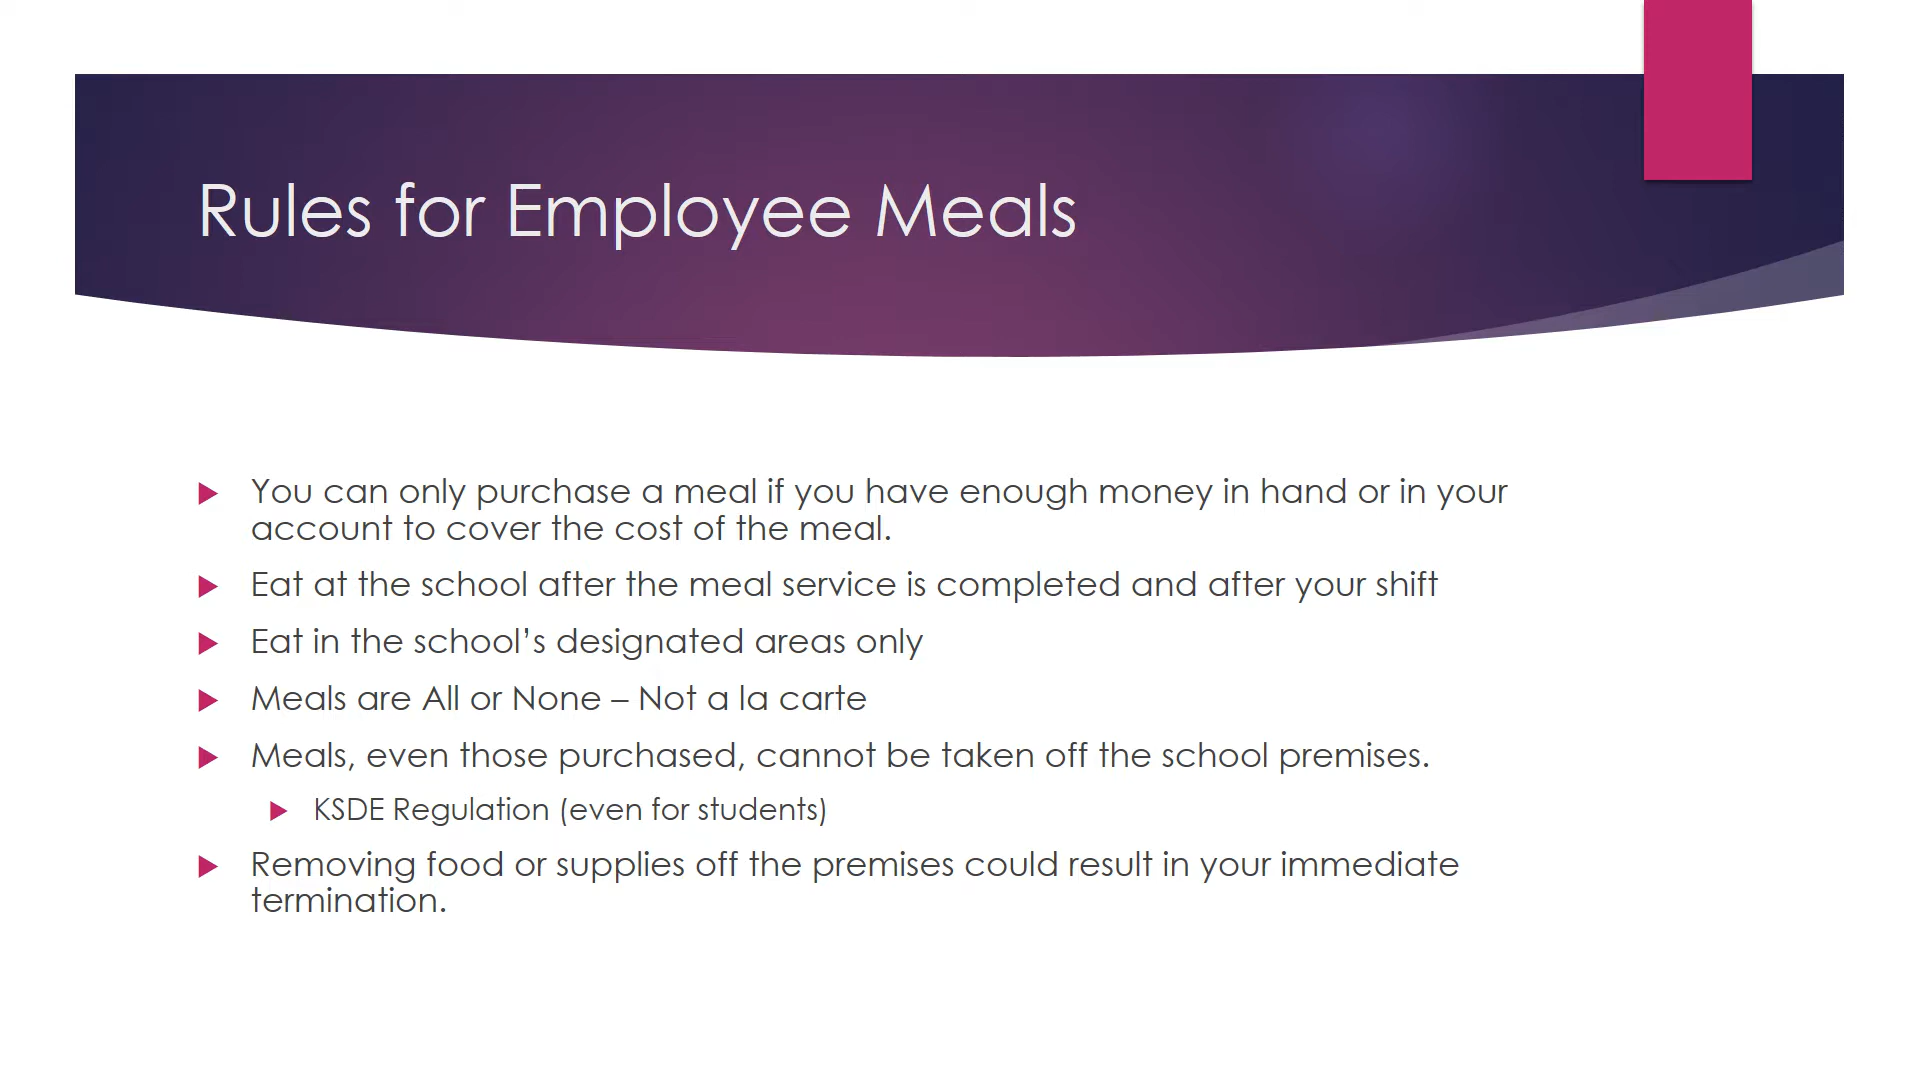 Rules for Employee Meals
You can only purchase a meal if you have enough money in hand or in your
account to cover the cost of the meal.
Eat at the school after the meal service is completed and after your shift
Eat in the school’s designated areas only
Meals are All or None – Not a la carte
Meals, even those purchased, cannot be taken off the school premises.
KSDE Regulation (even for students)
Removing food or supplies off the premises could result in your immediate
termination.